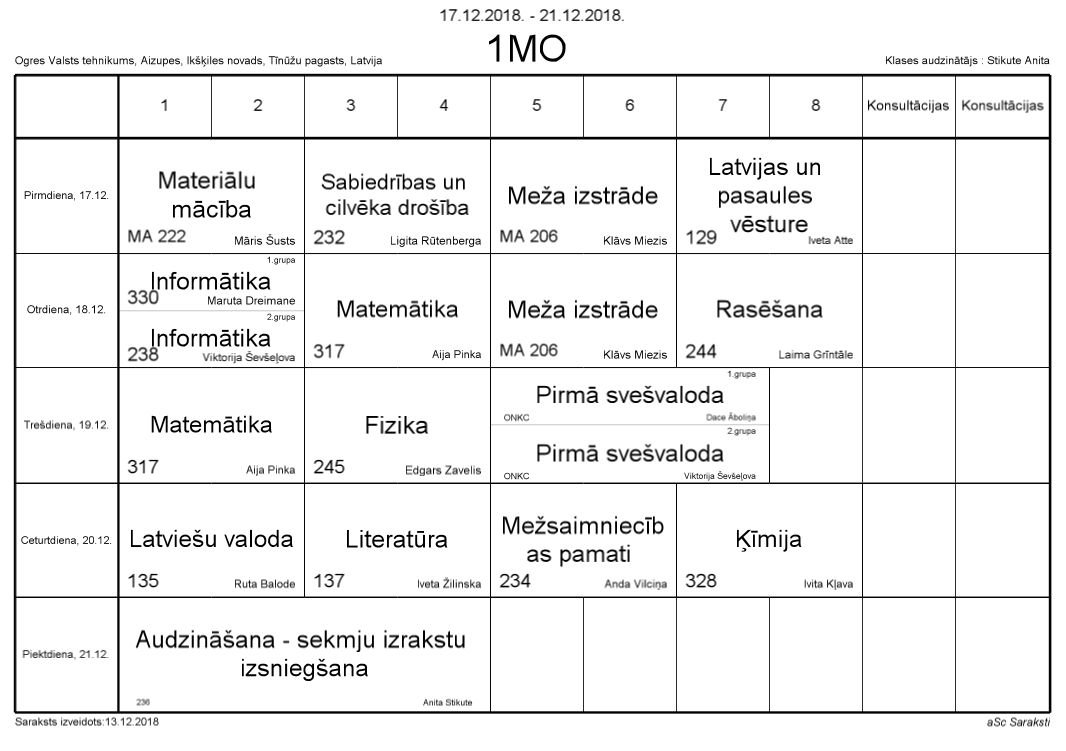 17.12.2018. - 21.12.2018.
1MO
Ogres Valsts tehnikums, Aizupes, Ikšķiles novads, Tīnūžu pagasts, Latvija
Klases audzinātājs : Stikute Anita
1 2 3 4 5 6 7 8 Konsultācijas Konsultācijas
Pirmdiena, 17.12.
Materiālu
mācība
MA 222 Māris Šusts
Sabiedrības un
cilvēka drošība
232 Ligita Rūtenberga
Meža izstrāde
MA 206 Klāvs Miezis
Latvijas un
pasaules
vēsture
129 Iveta Atte
Otrdiena, 18.12.
1.grupa
Informātika
330 Maruta Dreimane
2.grupa
Informātika
238 Viktorija Ševšeļova
Matemātika
317 Aija Pinka
Meža izstrāde
MA 206 Klāvs Miezis
Rasēšana
244 Laima Grīntāle
Trešdiena, 19.12.
Matemātika
317 Aija Pinka
Fizika
245 Edgars Zavelis
1.grupa
Pirmā svešvaloda
ONKC Dace Āboliņa
2.grupa
Pirmā svešvaloda
ONKC Viktorija Ševšeļova
Ceturtdiena, 20.12.
Latviešu valoda
135 Ruta Balode
Literatūra
137 Iveta Žilinska
Mežsaimniecīb
as pamati
234 Anda Vilciņa
Ķīmija
328 Ivita Kļava
Piektdiena, 21.12.
Audzināšana - sekmju izrakstu
izsniegšana
236 Anita Stikute
Saraksts izveidots:13.12.2018
aSc Saraksti